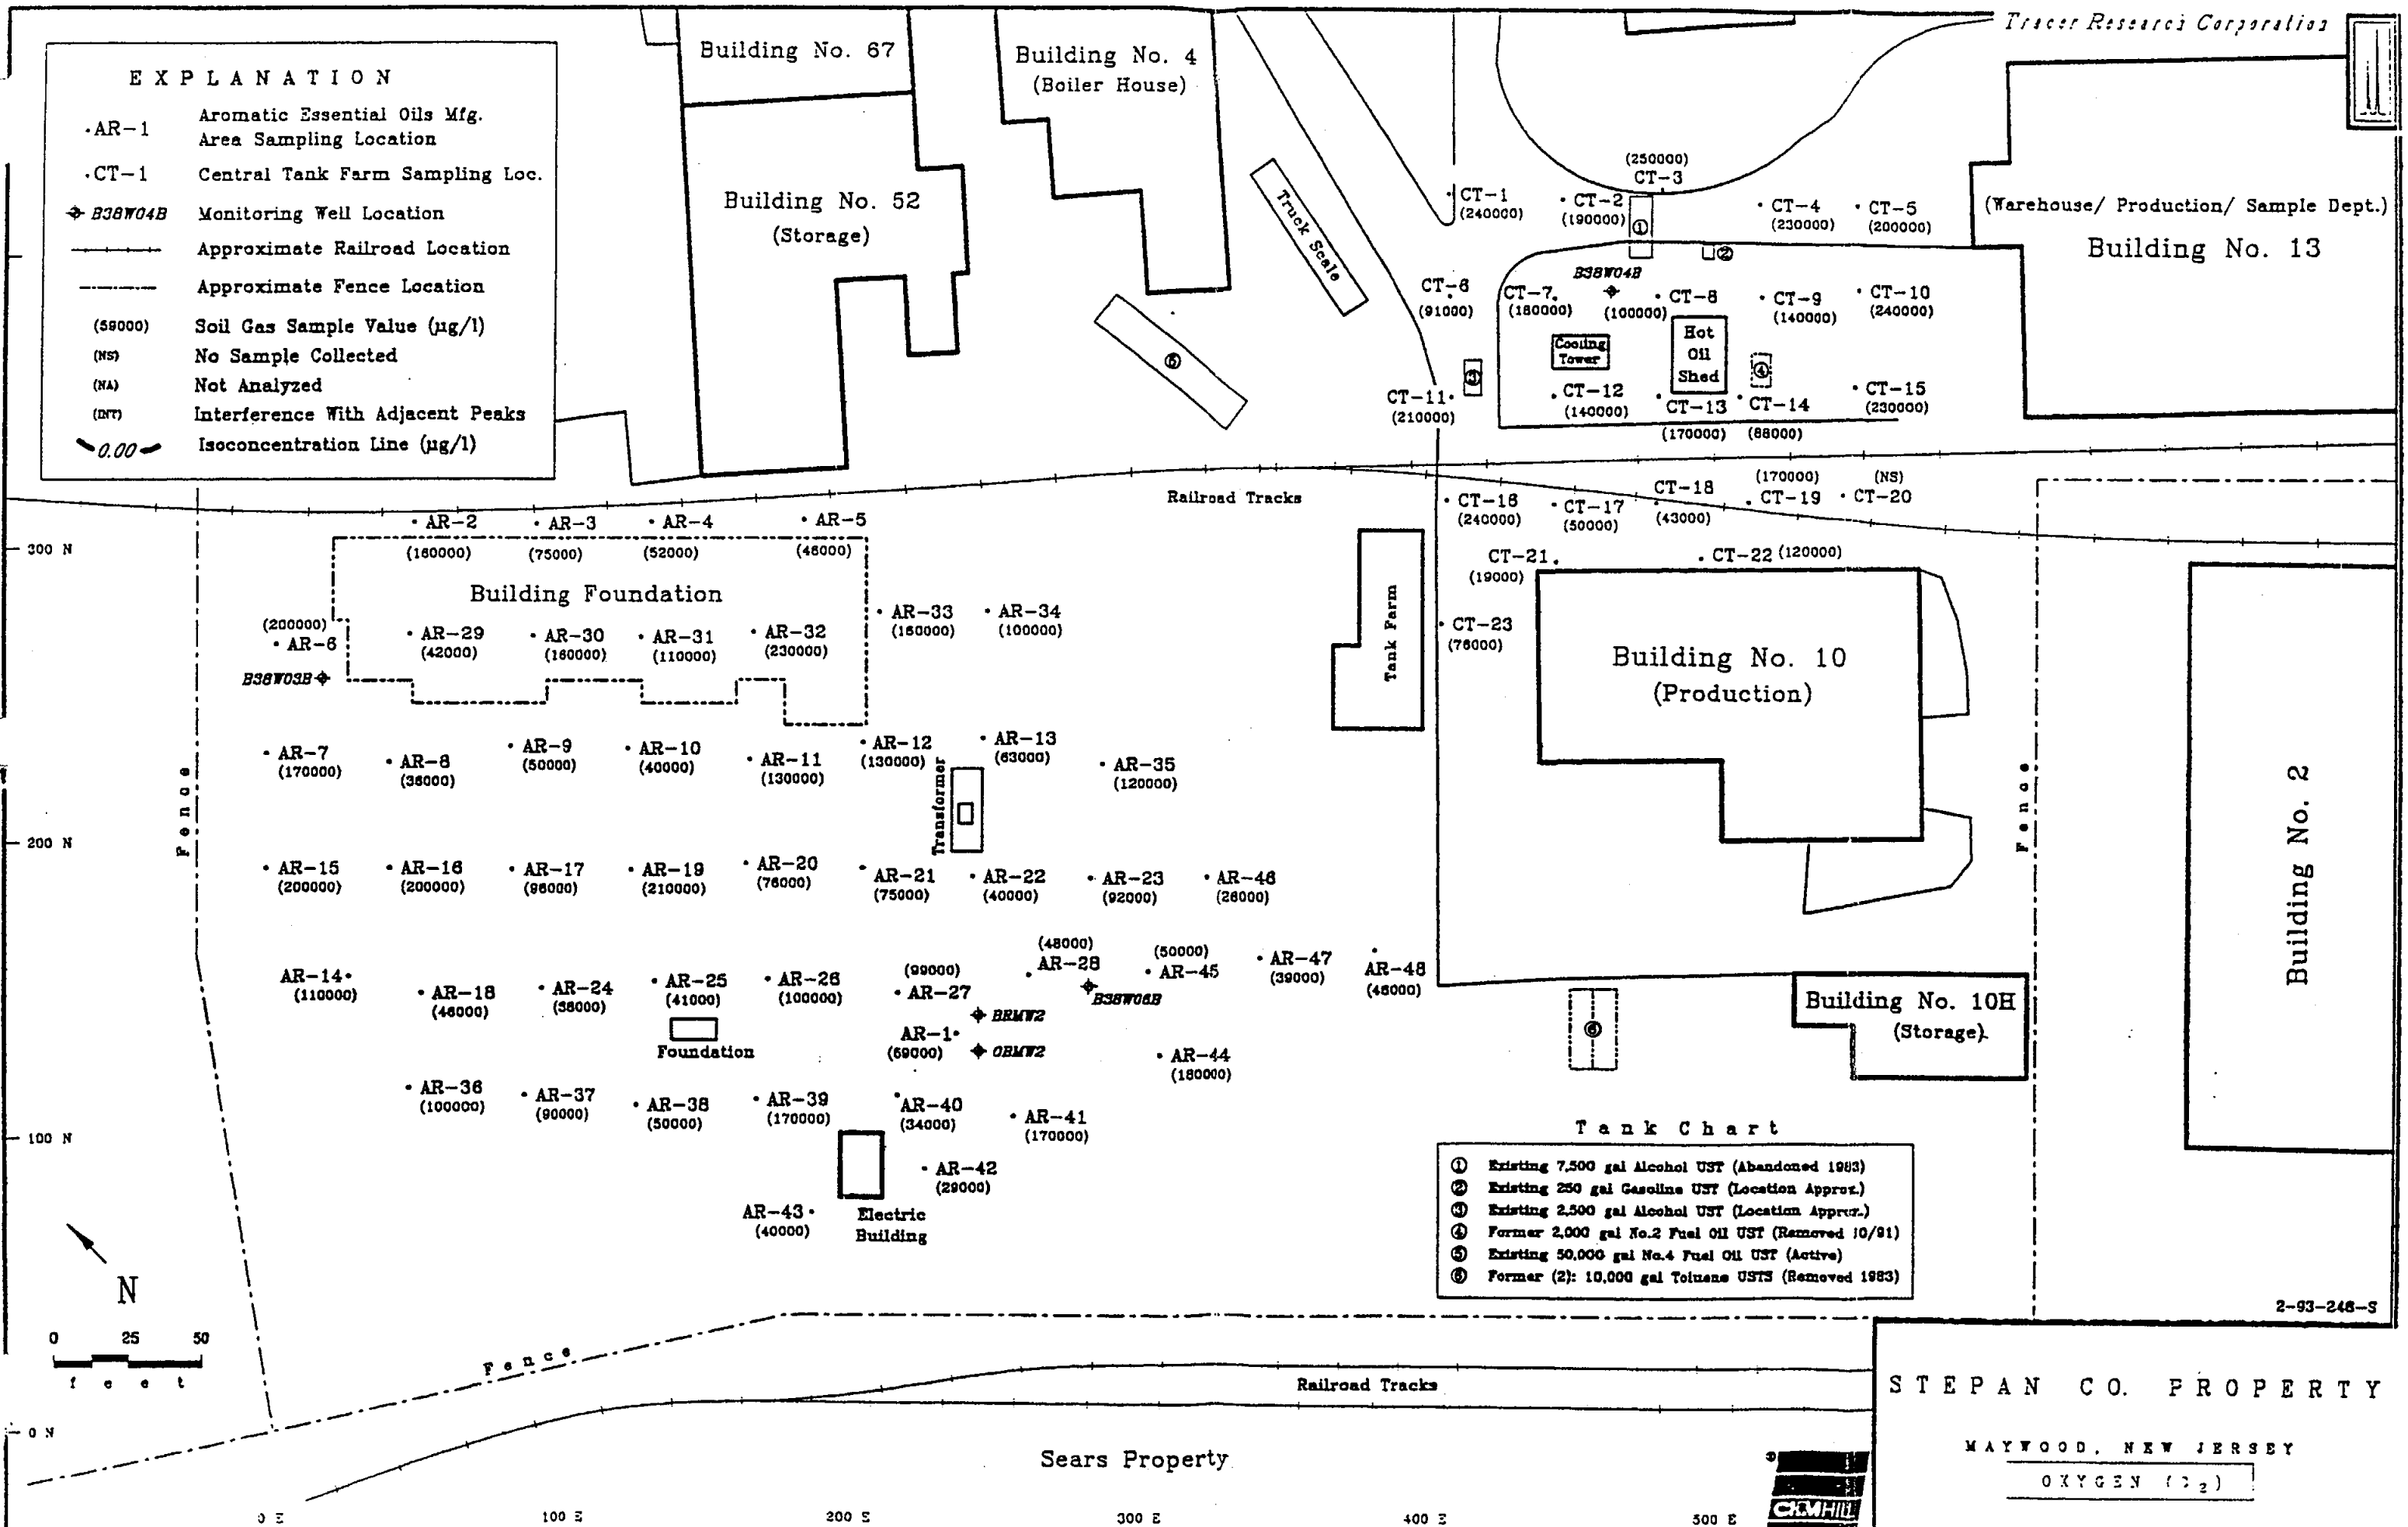 Tracer Research Corporation
EXPLANATION
AR-1 Aromatic Essential Oils Mfg.
Area Sampling Location
CT-1 Central Tank Farm Sampling Loc.
B38W04B Monitoring Well Location
Approximate Railroad Location
Approximate Fence Location
(59000) Soil Gas Sample Value (µg/l)
(NS) No Sample Collected
(NA) Not Analyzed
(INT) Interference With Adjacent Peaks
0.00 Isoconcentration Line (µg/l)
Building No. 67
Building No. 4
(Boiler House)
Building No. 52
(Storage)
Truck Scale
⑤
(Warehouse/ Production/ Sample Dept.)
Building No. 13
CT-1
(240000)
CT-2
(190000)
(250000)
CT-3
CT-4
(230000)
CT-5
(200000)
①
②
B38W04B
CT-6
(91000)
CT-7
(180000)
CT-8
(100000)
CT-9
(140000)
CT-10
(240000)
Cooling
Tower
Hot
Oil
Shed
③
④
CT-11
(210000)
CT-12
(140000)
CT-13
(170000)
CT-14
(88000)
CT-15
(230000)
Railroad Tracks
CT-16
(240000)
CT-17
(50000)
CT-18
(43000)
(170000)
CT-19
(NS)
CT-20
CT-21
(19000)
CT-22 (120000)
CT-23
(76000)
Tank Farm
Building No. 10
(Production)
Fence
Building No. 2
300 N
AR-2
(160000)
AR-3
(75000)
AR-4
(52000)
AR-5
(46000)
Building Foundation
(200000)
AR-6
B38W03B
AR-29
(42000)
AR-30
(160000)
AR-31
(110000)
AR-32
(230000)
AR-33
(160000)
AR-34
(100000)
Fence
AR-7
(170000)
AR-8
(36000)
AR-9
(50000)
AR-10
(40000)
AR-11
(130000)
AR-12
(130000)
AR-13
(63000)
AR-35
(120000)
Transformer
200 N
AR-15
(200000)
AR-16
(200000)
AR-17
(96000)
AR-19
(210000)
AR-20
(76000)
AR-21
(75000)
AR-22
(40000)
AR-23
(92000)
AR-46
(26000)
AR-14
(110000)
AR-18
(46000)
AR-24
(38000)
AR-25
(41000)
AR-26
(100000)
(99000)
AR-27
(48000)
AR-28
(50000)
AR-45
AR-47
(39000)
AR-48
(46000)
B38W06B
BRMW2
AR-1
(59000)
OBMW2
AR-44
(180000)
Foundation
⑥
Building No. 10H
(Storage)
AR-36
(100000)
AR-37
(90000)
AR-38
(50000)
AR-39
(170000)
AR-40
(34000)
AR-41
(170000)
100 N
AR-42
(29000)
AR-43
(40000)
Electric
Building
Tank Chart
① Existing 7,500 gal Alcohol UST (Abandoned 1983)
② Existing 250 gal Gasoline UST (Location Approx.)
③ Existing 2,500 gal Alcohol UST (Location Approx.)
④ Former 2,000 gal No.2 Fuel Oil UST (Removed 10/91)
⑤ Existing 50,000 gal No.4 Fuel Oil UST (Active)
⑥ Former (2): 10,000 gal Toluene USTS (Removed 1983)
2-93-246-S
N
0 25 50
feet
Fence
Railroad Tracks
0 N
Sears Property
0 E 100 E 200 E 300 E 400 E 500 E
CH2M HILL
STEPAN CO. PROPERTY
MAYWOOD, NEW JERSEY
OXYGEN (O2)